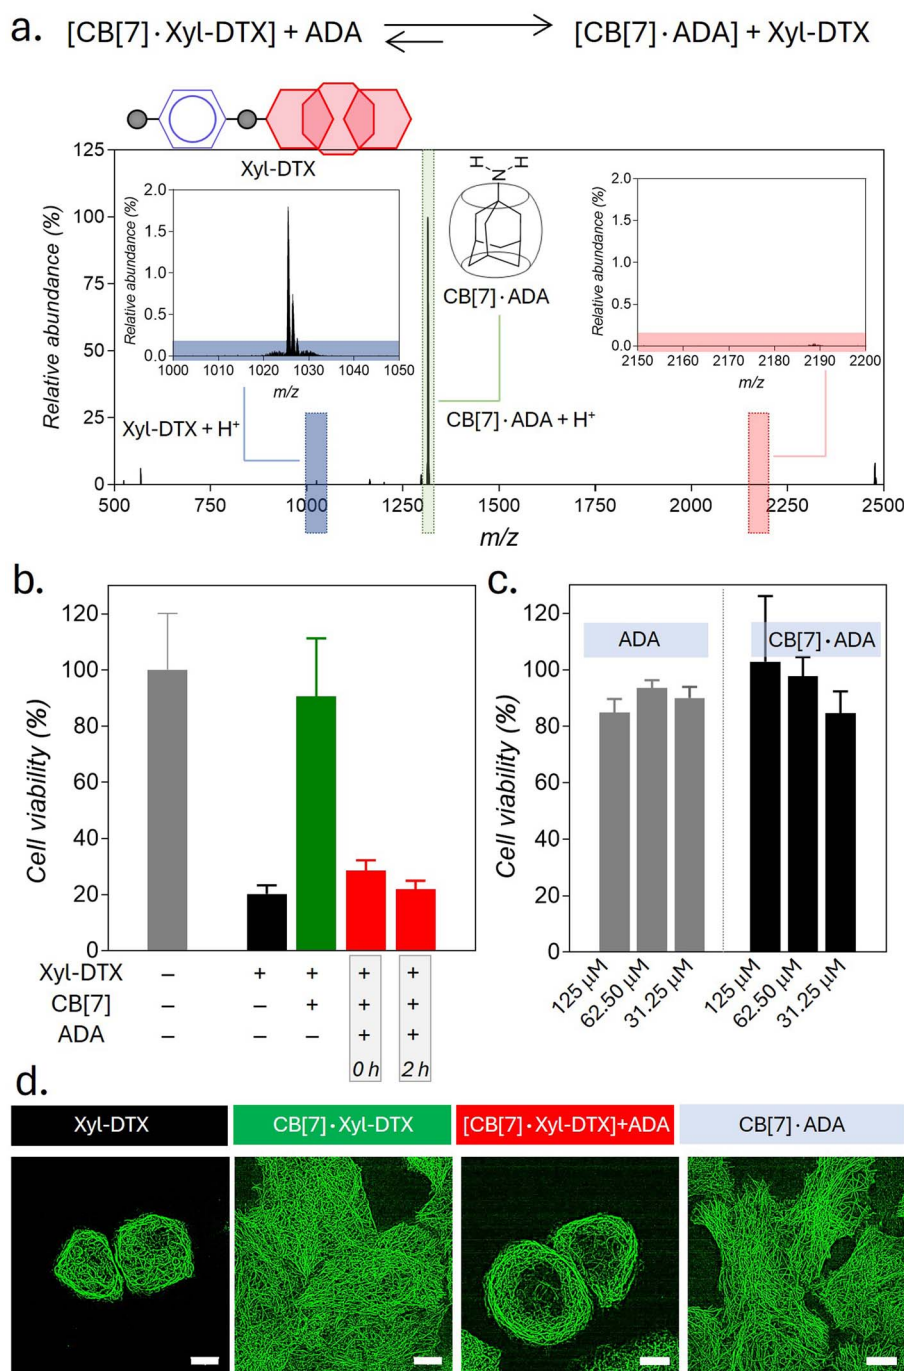 a. [CB[7]·Xyl-DTX] + ADA [CB[7]·ADA] + Xyl-DTX
125
100
75
50
25
0
Relative abundance (%)
Xyl-DTX
2.0
1.5
1.0
0.5
0.0
Relative abundance (%)
1000 1010 1020 1030 1040 1050
m/z
H H
N
CB[7]·ADA
2.0
1.5
1.0
0.5
0.0
Relative abundance (%)
2150 2160 2170 2180 2190 2200
m/z
Xyl-DTX + H+
CB[7]·ADA + H+
500 750 1000 1250 1500 1750 2000 2250 2500
m/z
b.
120
100
80
60
40
20
0
Cell viability (%)
Xyl-DTX – + + + +
CB[7] – – + + +
ADA – – – + +
0 h 2 h
c.
120
100
80
60
40
20
0
Cell viability (%)
ADA
CB[7]·ADA
125 µM 62.50 µM 31.25 µM 125 µM 62.50 µM 31.25 µM
d.
Xyl-DTX CB[7]·Xyl-DTX [CB[7]·Xyl-DTX]+ADA CB[7]·ADA